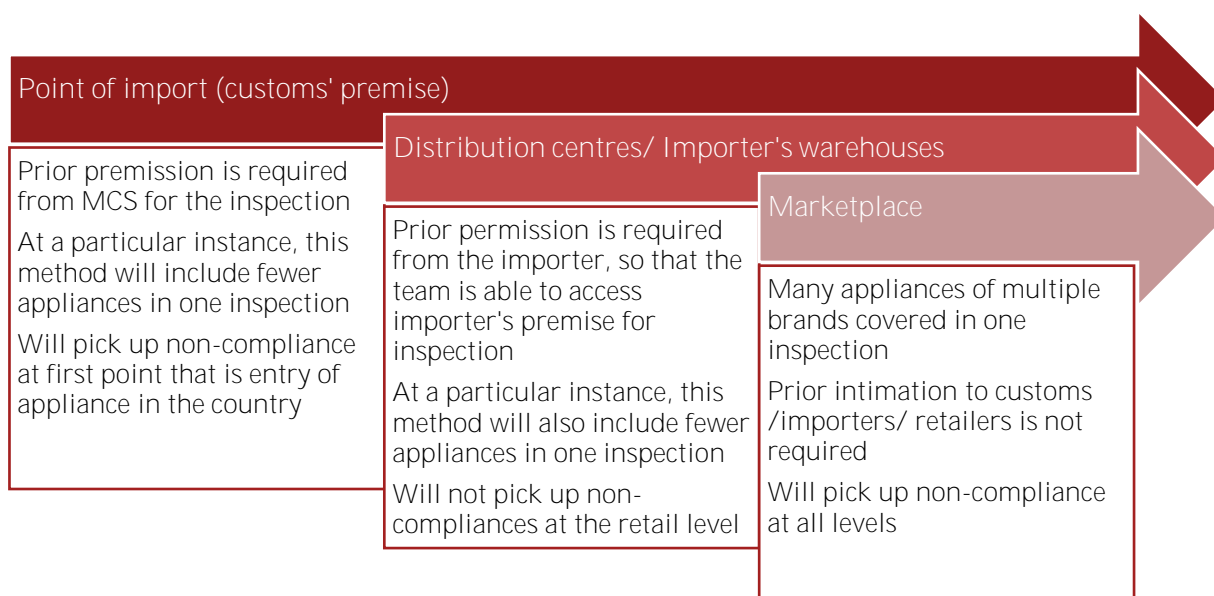 Point of import (customs' premise)
Prior premission is required
from MCS for the inspection
At a particular instance, this
method will include fewer
appliances in one inspection
Will pick up non-compliance
at first point that is entry of
appliance in the country
Distribution centres/ Importer's warehouses
Prior permission is required
from the importer, so that the
team is able to access
importer's premise for
inspection
At a particular instance, this
method will also include fewer
appliances in one inspection
Will not pick up non-
compliances at the retail level
Marketplace
Many appliances of multiple
brands covered in one
inspection
Prior intimation to customs
/importers/ retailers is not
required
Will pick up non-compliance
at all levels